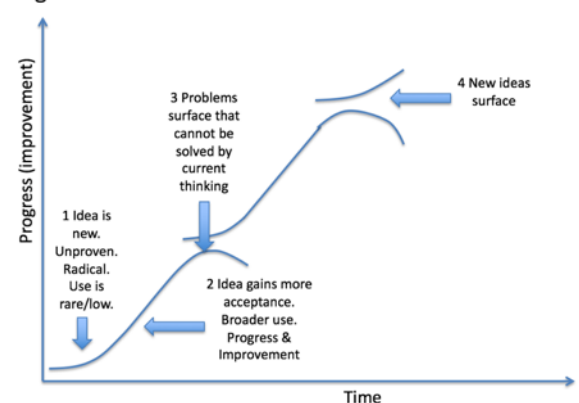 Progress (improvement)
3 Problems
surface that
cannot be
solved by
current
thinking
4 New ideas
surface
1 Idea is
new.
Unproven.
Radical.
Use is
rare/low.
2 Idea gains more
acceptance.
Broader use.
Progress &
Improvement
Time